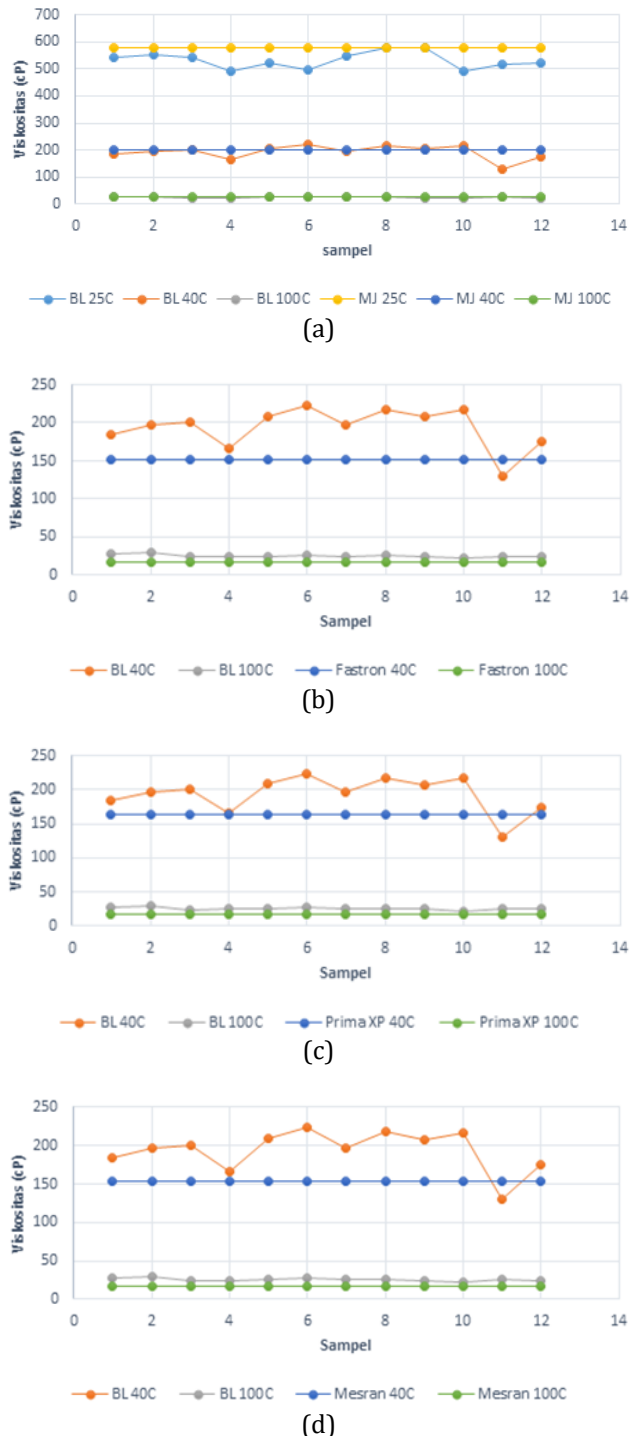 700
600
500
400
300
200
100
0
Viskositas (cP)
0 2 4 6 8 10 12 14
sampel
BL 25C BL 40C BL 100C MJ 25C MJ 40C MJ 100C
(a)
250
200
150
100
50
0
Viskositas (cP)
0 2 4 6 8 10 12 14
Sampel
BL 40C BL 100C Fastron 40C Fastron 100C
(b)
250
200
150
100
50
0
Viskositas (cP)
0 2 4 6 8 10 12 14
Sampel
BL 40C BL 100C Prima XP 40C Prima XP 100C
(c)
250
200
150
100
50
0
Viskositas (cP)
0 2 4 6 8 10 12 14
Sampel
BL 40C BL 100C Mesran 40C Mesran 100C
(d)